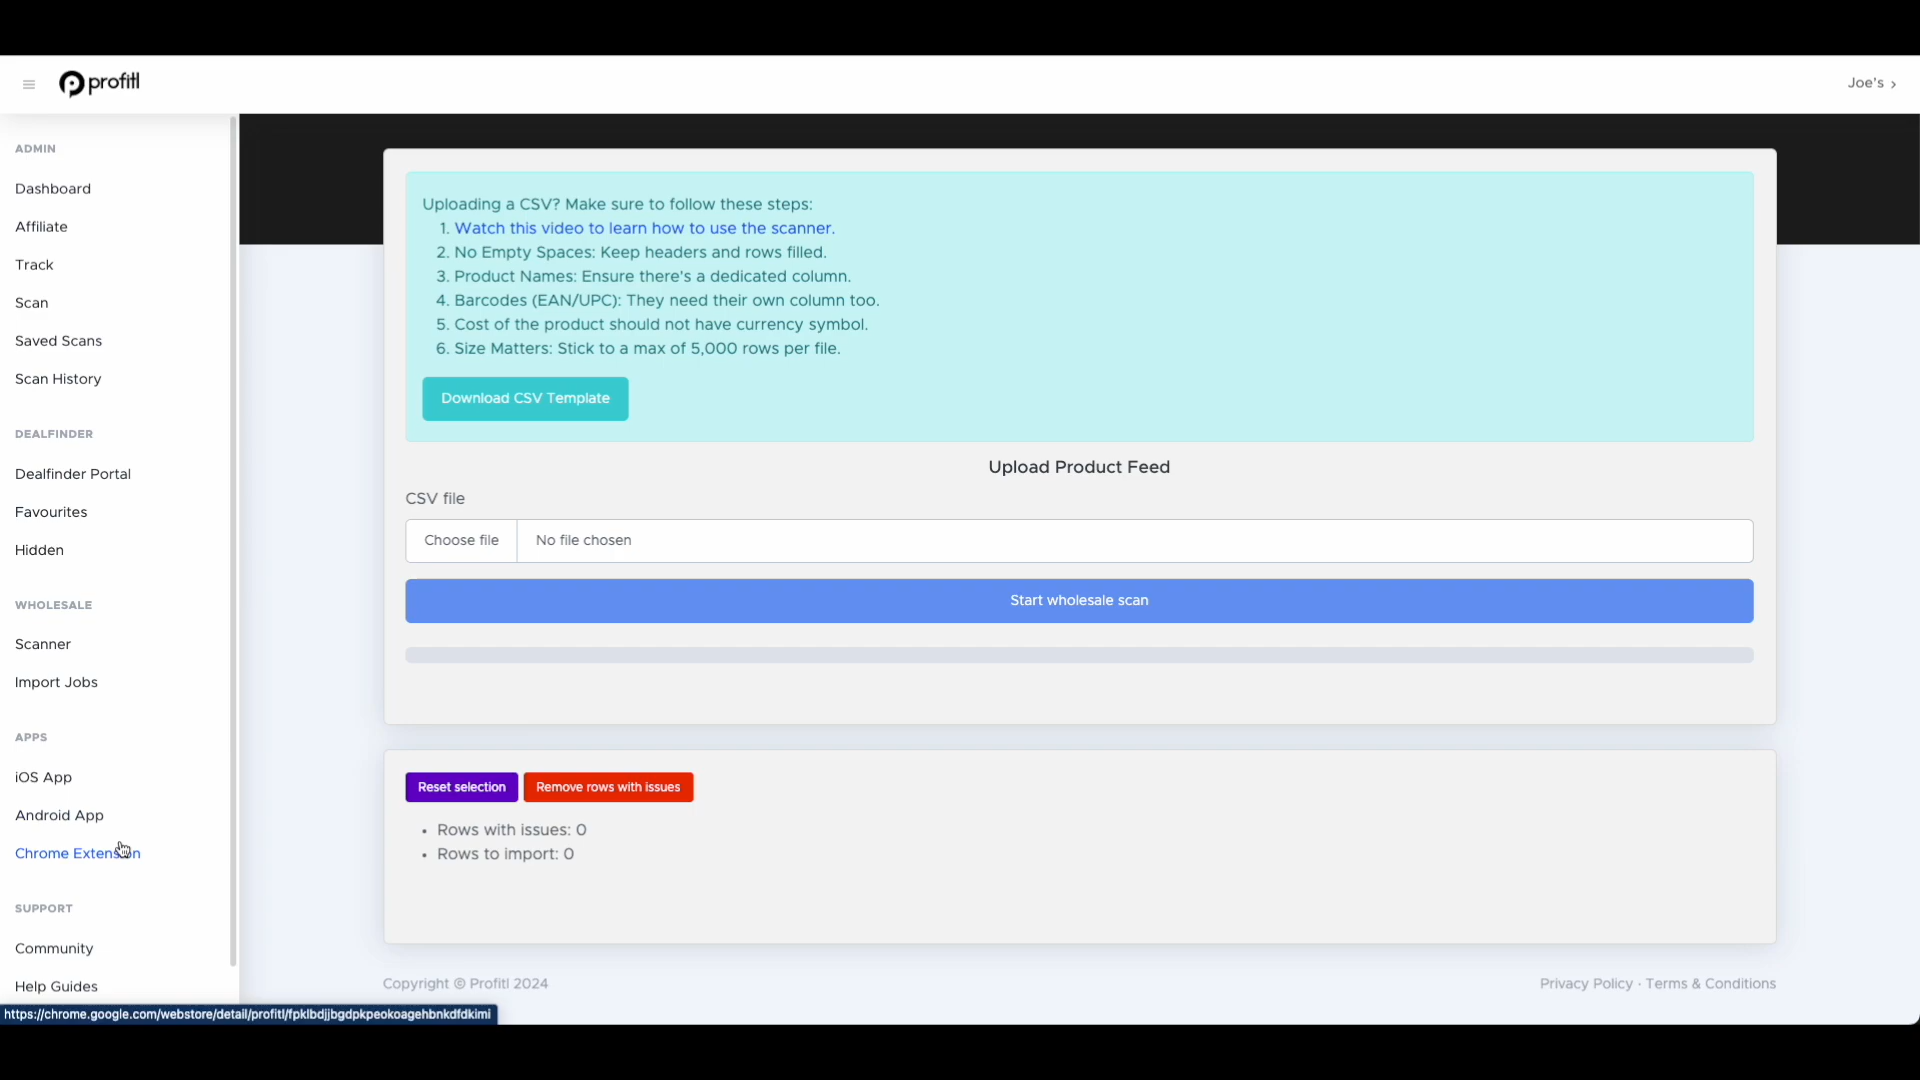 profitl
Joe's
ADMIN
Dashboard
Affiliate
Track
Scan
Saved Scans
Scan History
DEALFINDER
Dealfinder Portal
Favourites
Hidden
WHOLESALE
Scanner
Import Jobs
APPS
iOS App
Android App
Chrome Extension
SUPPORT
Community
Help Guides
Uploading a CSV? Make sure to follow these steps:
1. Watch this video to learn how to use the scanner.
2. No Empty Spaces: Keep headers and rows filled.
3. Product Names: Ensure there's a dedicated column.
4. Barcodes (EAN/UPC): They need their own column too.
5. Cost of the product should not have currency symbol.
6. Size Matters: Stick to a max of 5,000 rows per file.
Download CSV Template
Upload Product Feed
CSV file
Choose file No file chosen
Start wholesale scan
Reset selection Remove rows with issues
• Rows with issues: 0
• Rows to import: 0
Copyright © Profitl 2024
Privacy Policy · Terms & Conditions
https://chrome.google.com/webstore/detail/profitl/fpklbdjjbgdpkpeokoagehbnkdfdkimi